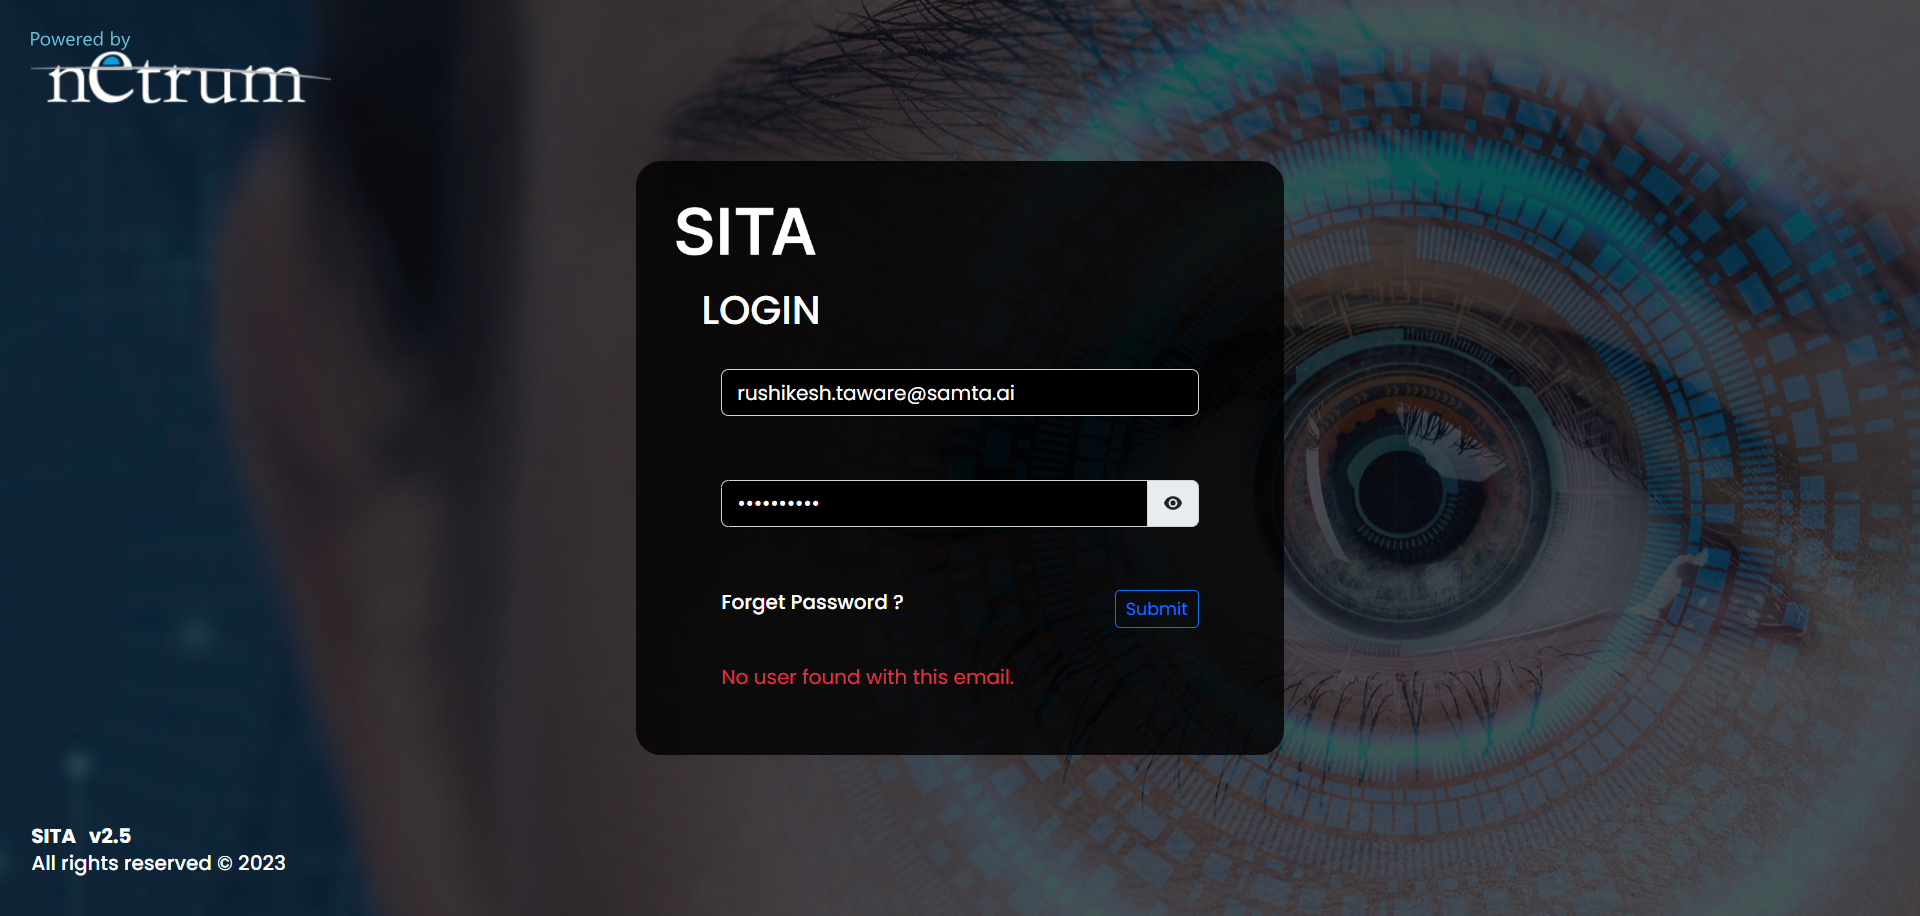 Powered by
netrum
SITA
LOGIN
rushikesh.taware@samta.ai
••••••••••
Forget Password ?
Submit
No user found with this email.
SITA v2.5
All rights reserved © 2023